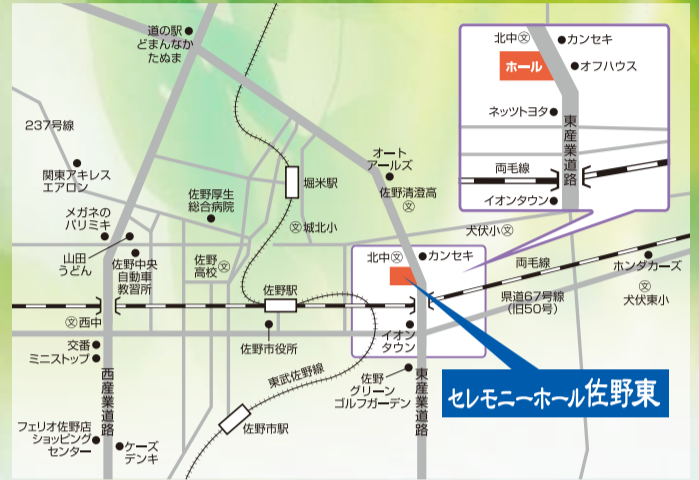 道の駅
どまんなか
たぬま
237号線
関東アキレス
エアロン
メガネの
パリミキ
山田
うどん
佐野中央
自動車
教習所
佐野厚生
総合病院
堀米駅
文城北小
佐野
高校文
オート
アールズ
佐野清澄高
文
犬伏小文
北中文
カンセキ
両毛線
ホンダカーズ
文
犬伏東小
県道67号線
(旧50号)
佐野駅
文西中
交番
ミニストップ
佐野市役所
イオン
タウン
東武佐野線
佐野
グリーン
ゴルフガーデン
西産業道路
東産業道路
佐野市駅
フェリオ佐野店
ショッピング
センター
ケーズ
デンキ
セレモニーホール佐野東
北中文
カンセキ
ホール
オフハウス
ネッツトヨタ
東産業道路
両毛線
イオンタウン